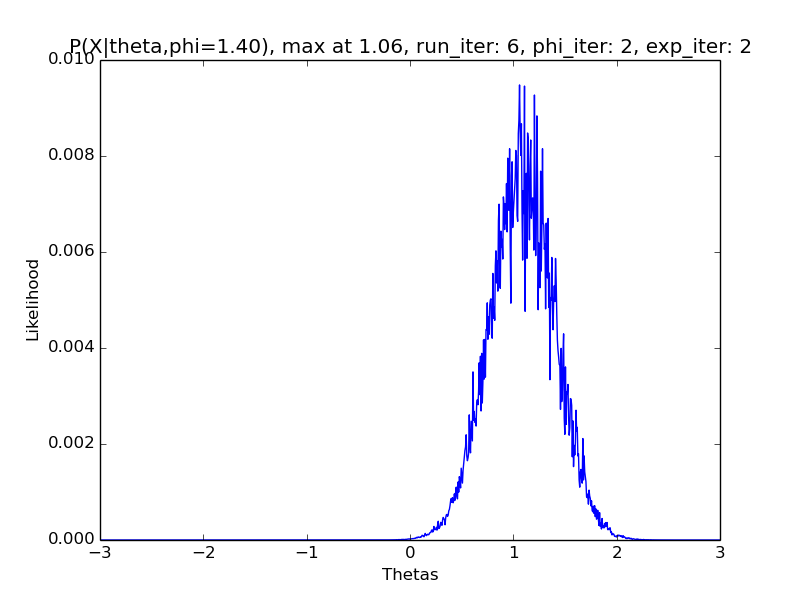 P(X|theta,phi=1.40), max at 1.06, run_iter: 6, phi_iter: 2, exp_iter: 2
0.010
0.008
0.006
0.004
0.002
0.000
Likelihood
−3 −2 −1 0 1 2 3
Thetas